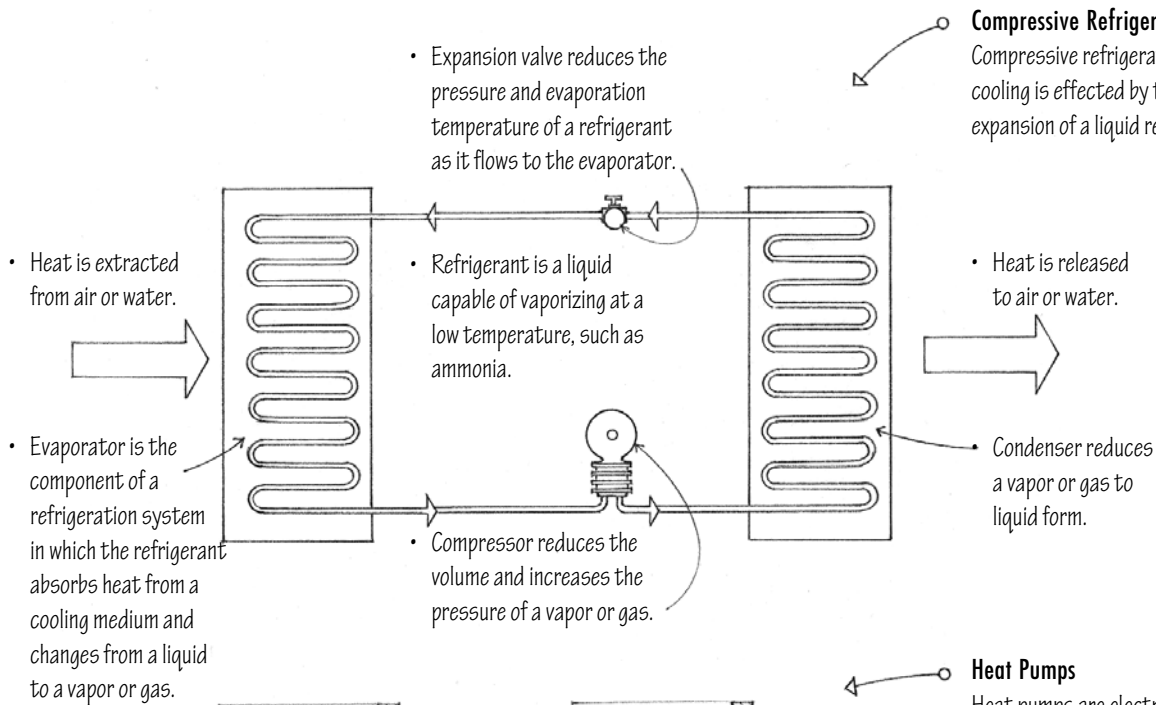 Compressive
Compressive
cooling is effected by
expansion of a liquid
• Expansion valve reduces the
pressure and evaporation
temperature of a refrigerant
as it flows to the evaporator.
• Heat is extracted
from air or water.
• Refrigerant is a liquid
capable of vaporizing at a
low temperature, such as
ammonia.
• Heat is released
to air or water.
• Evaporator is the
component of a
refrigeration system
in which the refrigerant
absorbs heat from a
cooling medium and
changes from a liquid
to a vapor or gas.
• Condenser reduces
a vapor or gas to
liquid form.
• Compressor reduces the
volume and increases the
pressure of a vapor or gas.
Heat Pumps
Heat pumps are